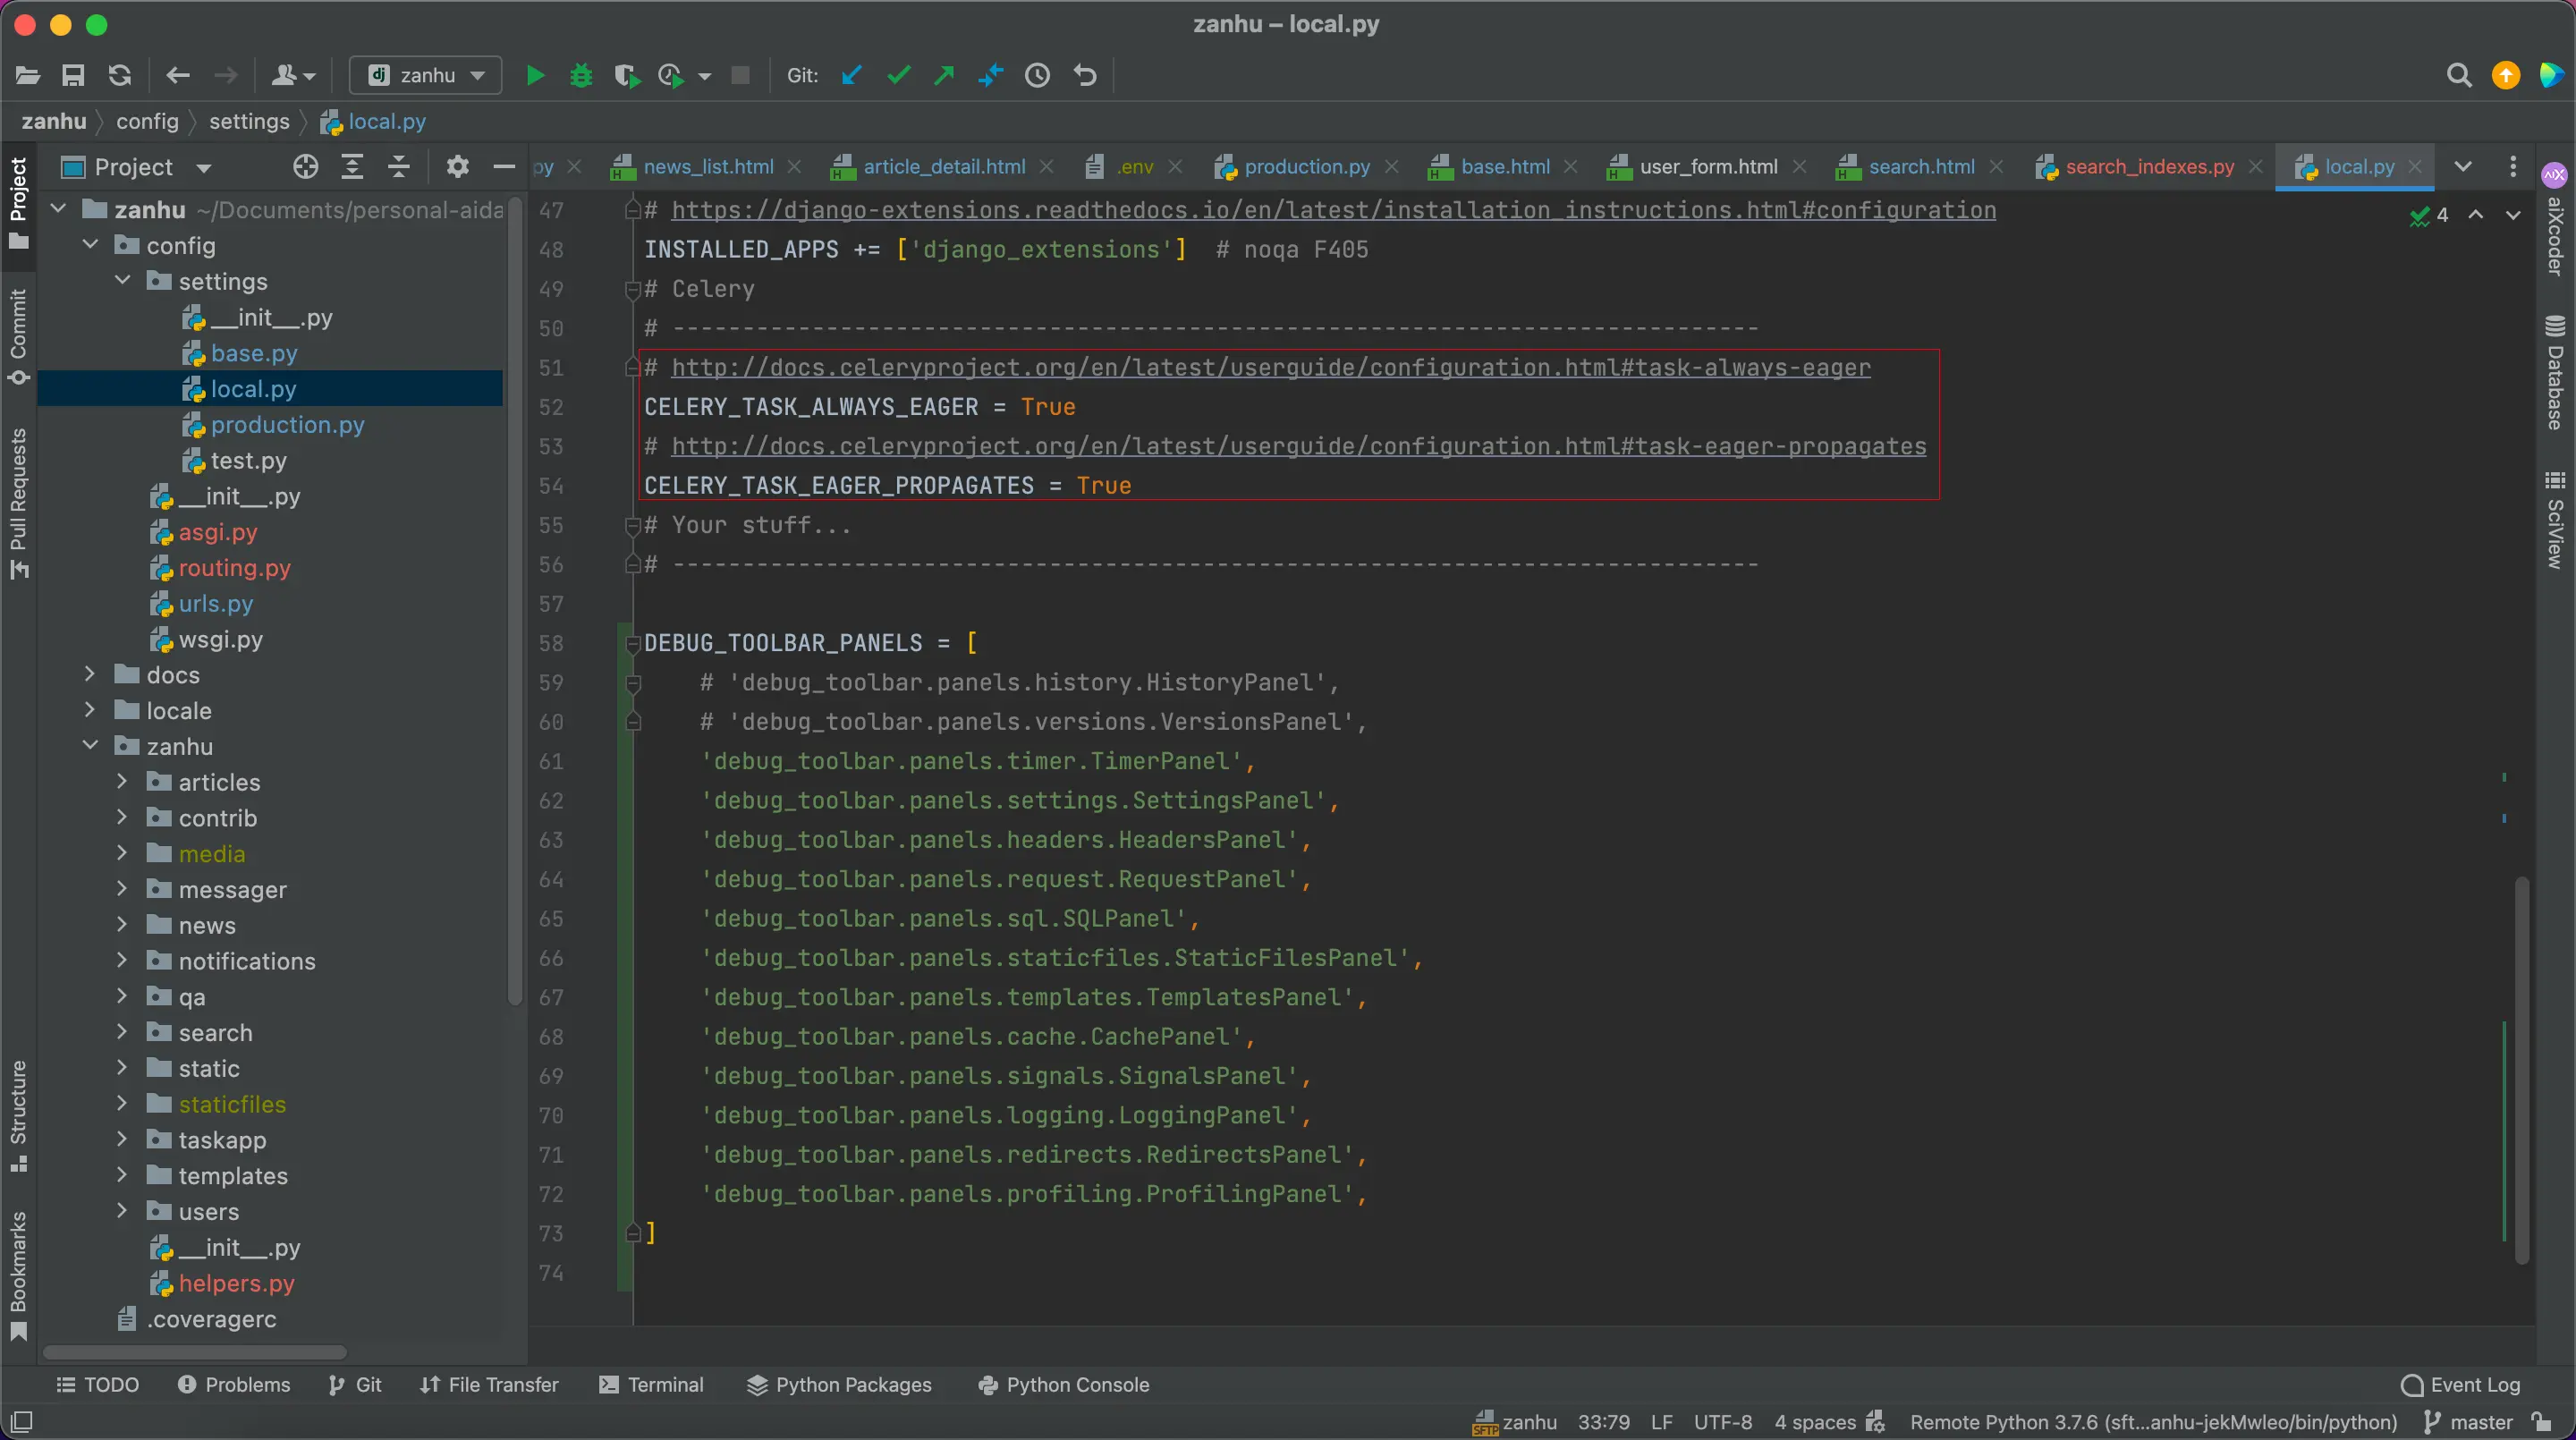 zanhu – local.py
zanhu
Git:
zanhu
config
settings
local.py
Project
py
news_list.html
article_detail.html
.env
production.py
base.html
user_form.html
search.html
search_indexes.py
local.py
Project
Commit
Pull Requests
Structure
Bookmarks
zanhu ~/Documents/personal-aida
config
settings
__init__.py
base.py
local.py
production.py
test.py
__init__.py
asgi.py
routing.py
urls.py
wsgi.py
docs
locale
zanhu
articles
contrib
media
messager
news
notifications
qa
search
static
staticfiles
taskapp
templates
users
__init__.py
helpers.py
.coveragerc
47 # https://django-extensions.readthedocs.io/en/latest/installation_instructions.html#configuration
48 INSTALLED_APPS += ['django_extensions']  # noqa F405
49 # Celery
50 # ------------------------------------------------------------------------------
51 # http://docs.celeryproject.org/en/latest/userguide/configuration.html#task-always-eager
52 CELERY_TASK_ALWAYS_EAGER = True
53 # http://docs.celeryproject.org/en/latest/userguide/configuration.html#task-eager-propagates
54 CELERY_TASK_EAGER_PROPAGATES = True
55 # Your stuff...
56 # ------------------------------------------------------------------------------
57
58 DEBUG_TOOLBAR_PANELS = [
59     # 'debug_toolbar.panels.history.HistoryPanel',
60     # 'debug_toolbar.panels.versions.VersionsPanel',
61     'debug_toolbar.panels.timer.TimerPanel',
62     'debug_toolbar.panels.settings.SettingsPanel',
63     'debug_toolbar.panels.headers.HeadersPanel',
64     'debug_toolbar.panels.request.RequestPanel',
65     'debug_toolbar.panels.sql.SQLPanel',
66     'debug_toolbar.panels.staticfiles.StaticFilesPanel',
67     'debug_toolbar.panels.templates.TemplatesPanel',
68     'debug_toolbar.panels.cache.CachePanel',
69     'debug_toolbar.panels.signals.SignalsPanel',
70     'debug_toolbar.panels.logging.LoggingPanel',
71     'debug_toolbar.panels.redirects.RedirectsPanel',
72     'debug_toolbar.panels.profiling.ProfilingPanel',
73 ]
74
4
aiXcoder
Database
SciView
TODO
Problems
Git
File Transfer
Terminal
Python Packages
Python Console
Event Log
SFTP zanhu
33:79
LF
UTF-8
4 spaces
Remote Python 3.7.6 (sft...anhu-jekMwleo/bin/python)
master